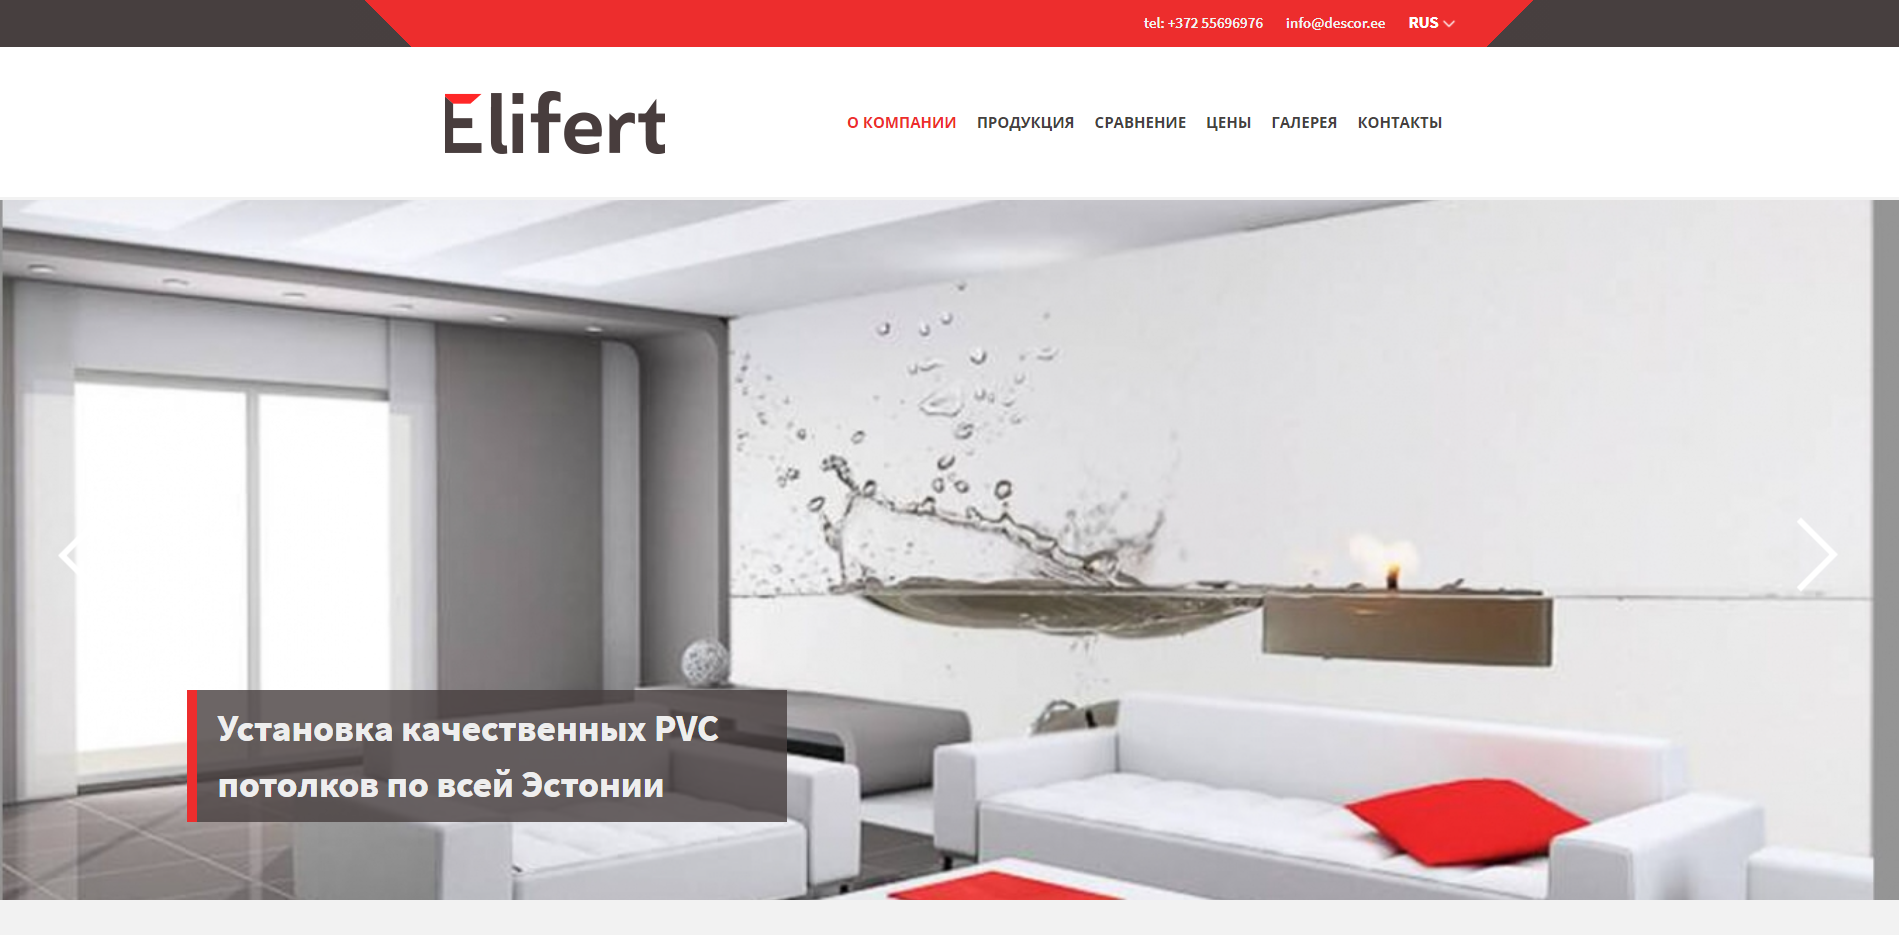 tel: +372 55696976 info@descor.ee RUS
Elifert
О КОМПАНИИ ПРОДУКЦИЯ СРАВНЕНИЕ ЦЕНЫ ГАЛЕРЕЯ КОНТАКТЫ
Установка качественных PVC
потолков по всей Эстонии